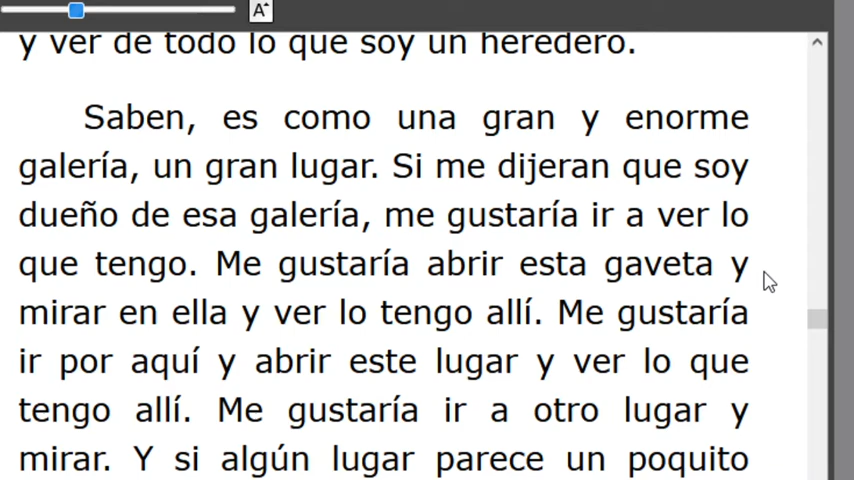 A
y ver de todo lo que soy un heredero.
Saben, es como una gran y enorme
galería, un gran lugar. Si me dijeran que soy
dueño de esa galería, me gustaría ir a ver lo
que tengo. Me gustaría abrir esta gaveta y
mirar en ella y ver lo tengo allí. Me gustaría
ir por aquí y abrir este lugar y ver lo que
tengo allí. Me gustaría ir a otro lugar y
mirar. Y si algún lugar parece un poquito